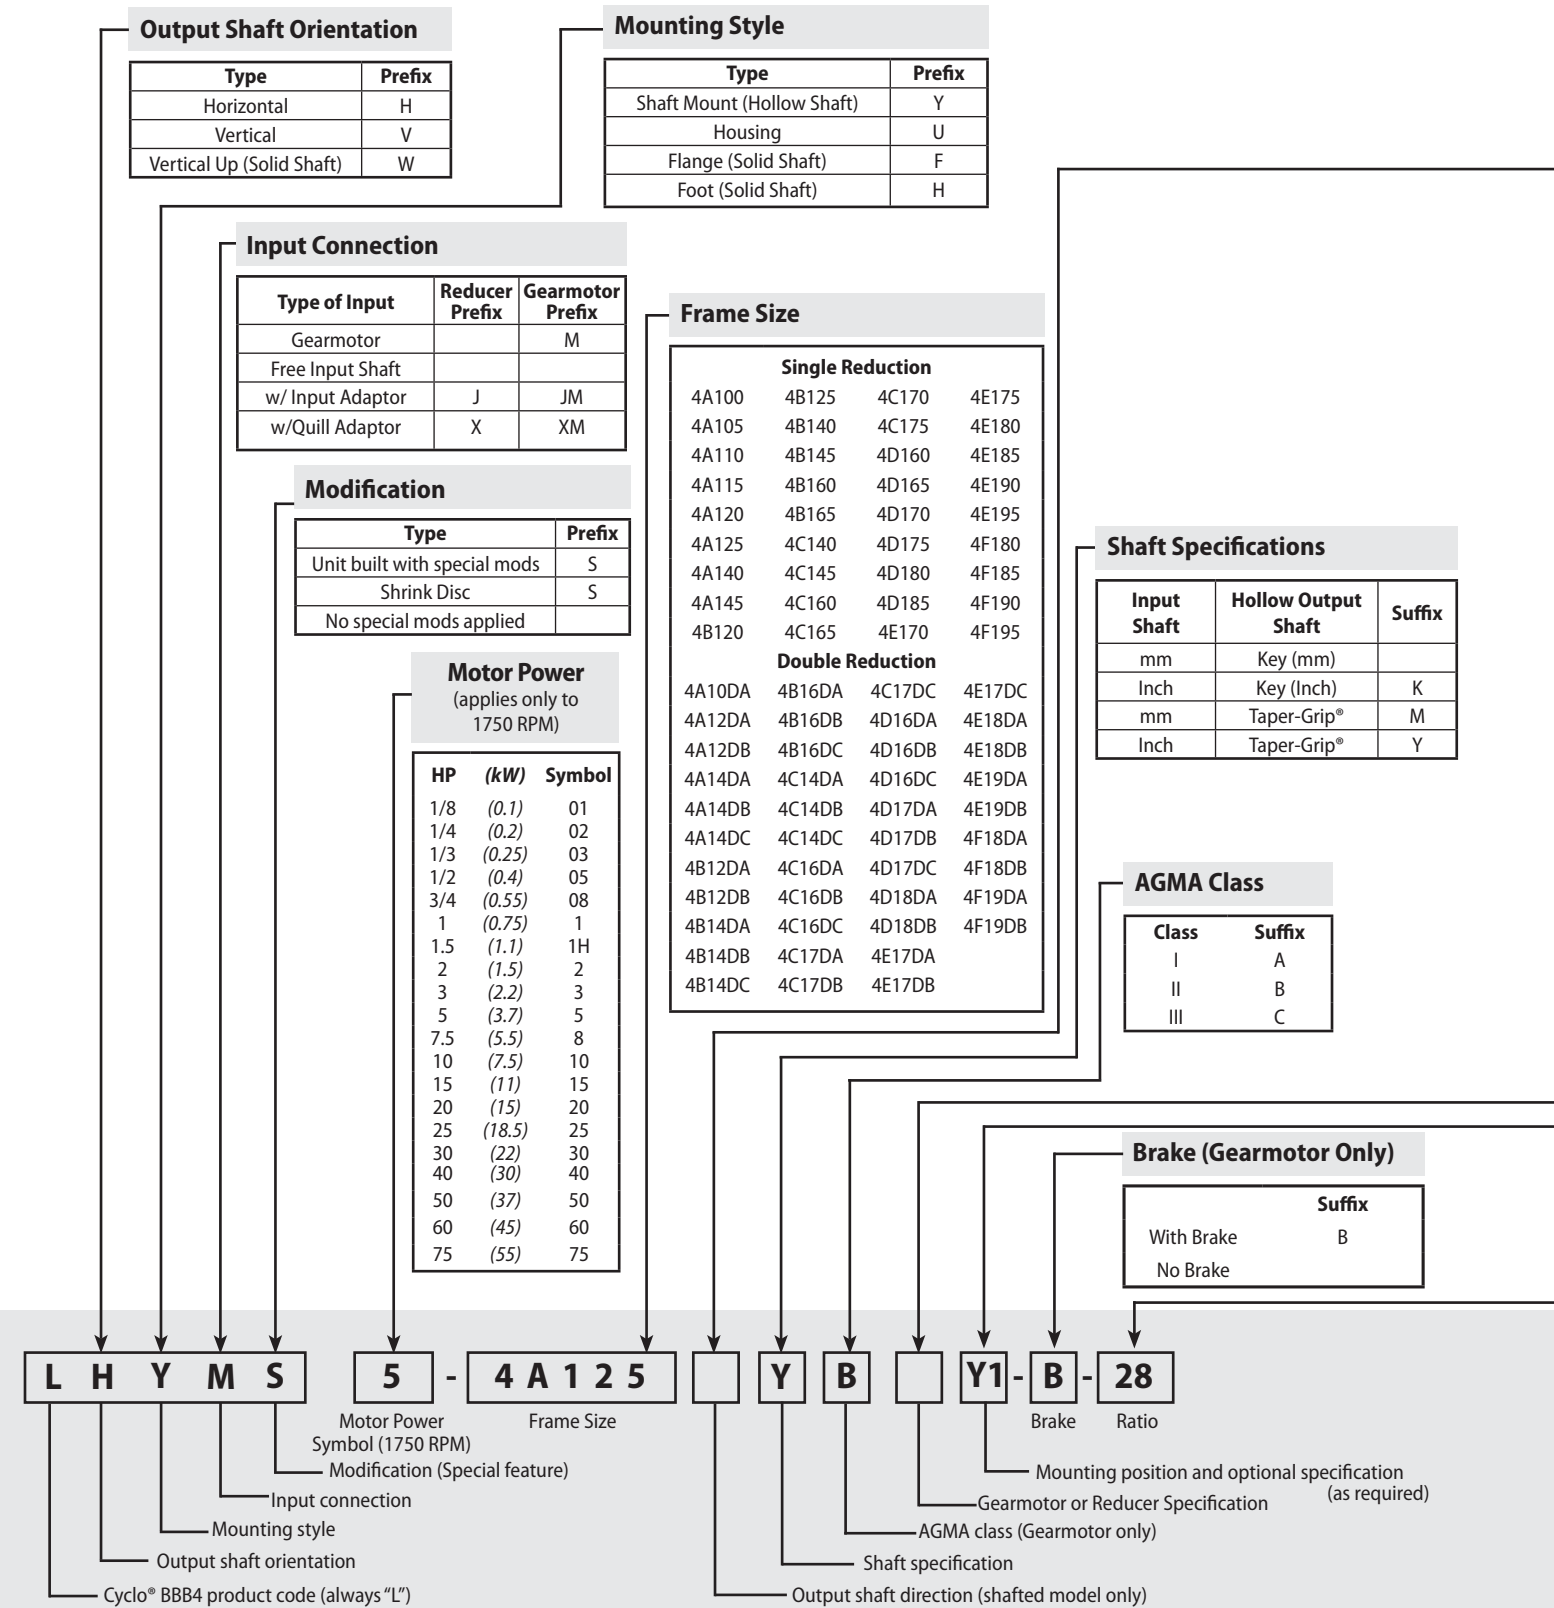 Output Shaft Orientation
Type Prefix
Horizontal H
Vertical V
Vertical Up (Solid Shaft) W
Mounting Style
Type Prefix
Shaft Mount (Hollow Shaft) Y
Housing U
Flange (Solid Shaft) F
Foot (Solid Shaft) H
Input Connection
Type of Input Reducer Prefix Gearmotor Prefix
Gearmotor M
Free Input Shaft
w/ Input Adaptor J JM
w/Quill Adaptor X XM
Modification
Type Prefix
Unit built with special mods S
Shrink Disc S
No special mods applied
Motor Power
(applies only to
1750 RPM)
HP (kW) Symbol
1/8 (0.1) 01
1/4 (0.2) 02
1/3 (0.25) 03
1/2 (0.4) 05
3/4 (0.55) 08
1 (0.75) 1
1.5 (1.1) 1H
2 (1.5) 2
3 (2.2) 3
5 (3.7) 5
7.5 (5.5) 8
10 (7.5) 10
15 (11) 15
20 (15) 20
25 (18.5) 25
30 (22) 30
40 (30) 40
50 (37) 50
60 (45) 60
75 (55) 75
Frame Size
Single Reduction
4A100 4B125 4C170 4E175
4A105 4B140 4C175 4E180
4A110 4B145 4D160 4E185
4A115 4B160 4D165 4E190
4A120 4B165 4D170 4E195
4A125 4C140 4D175 4F180
4A140 4C145 4D180 4F185
4A145 4C160 4D185 4F190
4B120 4C165 4E170 4F195
Double Reduction
4A10DA 4B16DA 4C17DC 4E17DC
4A12DA 4B16DB 4D16DA 4E18DA
4A12DB 4B16DC 4D16DB 4E18DB
4A14DA 4C14DA 4D16DC 4E19DA
4A14DB 4C14DB 4D17DA 4E19DB
4A14DC 4C14DC 4D17DB 4F18DA
4B12DA 4C16DA 4D17DC 4F18DB
4B12DB 4C16DB 4D18DA 4F19DA
4B14DA 4C16DC 4D18DB 4F19DB
4B14DB 4C17DA 4E17DA
4B14DC 4C17DB 4E17DB
Shaft Specifications
Input Shaft Hollow Output Shaft Suffix
mm Key (mm)
Inch Key (Inch) K
mm Taper-Grip® M
Inch Taper-Grip® Y
AGMA Class
Class Suffix
I A
II B
III C
Brake (Gearmotor Only)
Suffix
With Brake B
No Brake
L H Y M S 5 - 4 A 1 2 5 Y B Y1 - B - 28
Motor Power
Symbol (1750 RPM)
Frame Size
Brake
Ratio
Modification (Special feature)
Input connection
Mounting style
Output shaft orientation
Cyclo® BBB4 product code (always “L”)
Mounting position and optional specification
(as required)
Gearmotor or Reducer Specification
AGMA class (Gearmotor only)
Shaft specification
Output shaft direction (shafted model only)